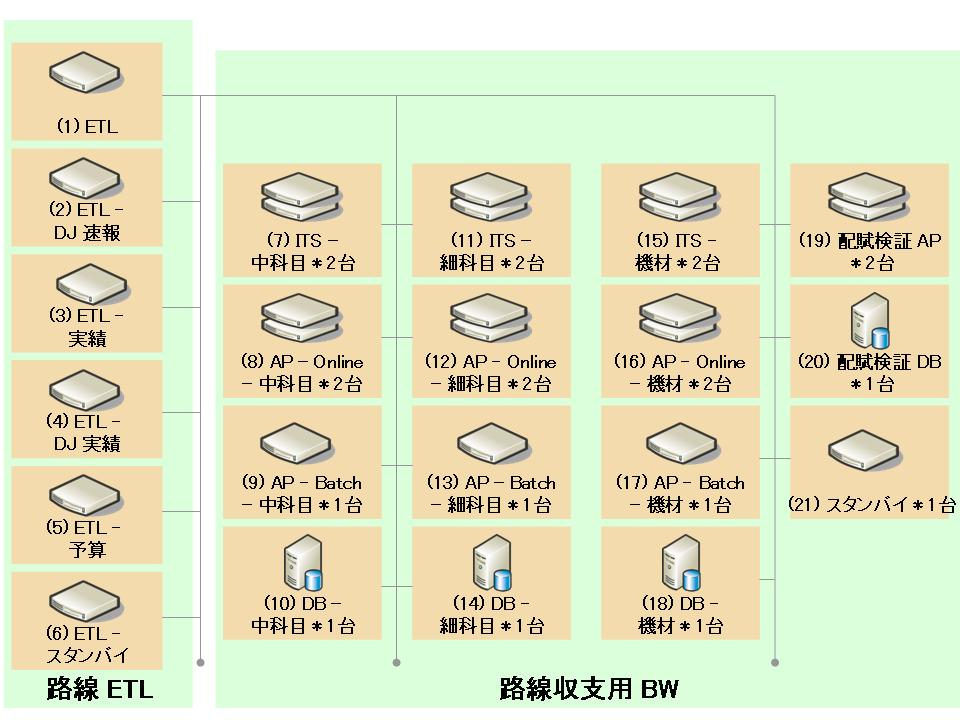 (1) ETL
(2) ETL –
DJ 速報
(3) ETL –
実績
(4) ETL –
DJ 実績
(5) ETL –
予算
(6) ETL –
スタンバイ
路線 ETL
(7) ITS –
中科目＊2台
(8) AP – Online
– 中科目＊2台
(9) AP – Batch
– 中科目＊1台
(10) DB –
中科目＊1台
(11) ITS –
細科目＊2台
(12) AP – Online
– 細科目＊2台
(13) AP – Batch
– 細科目＊1台
(14) DB –
細科目＊1台
(15) ITS –
機材＊2台
(16) AP – Online
– 機材＊2台
(17) AP – Batch
– 機材＊1台
(18) DB –
機材＊1台
(19) 配賦検証 AP
＊2台
(20) 配賦検証 DB
＊1台
(21) スタンバイ＊1台
路線収支用 BW